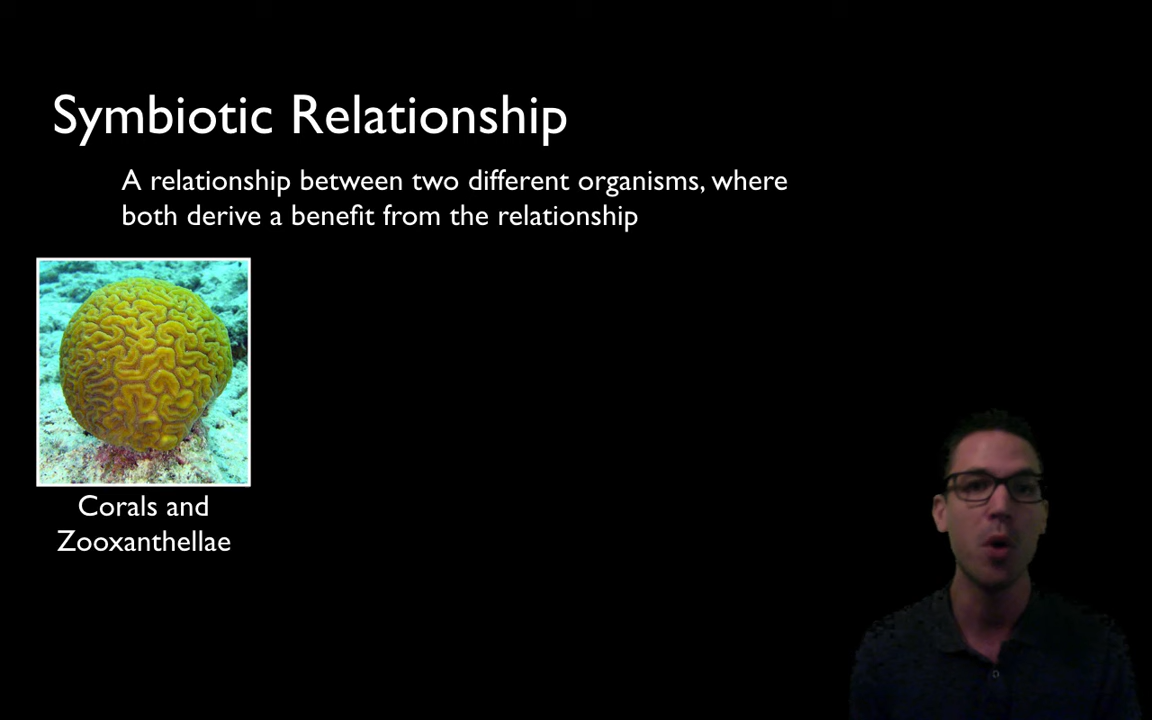 Symbiotic Relationship
A relationship between two different organisms, where
both derive a benefit from the relationship
Corals and
Zooxanthellae